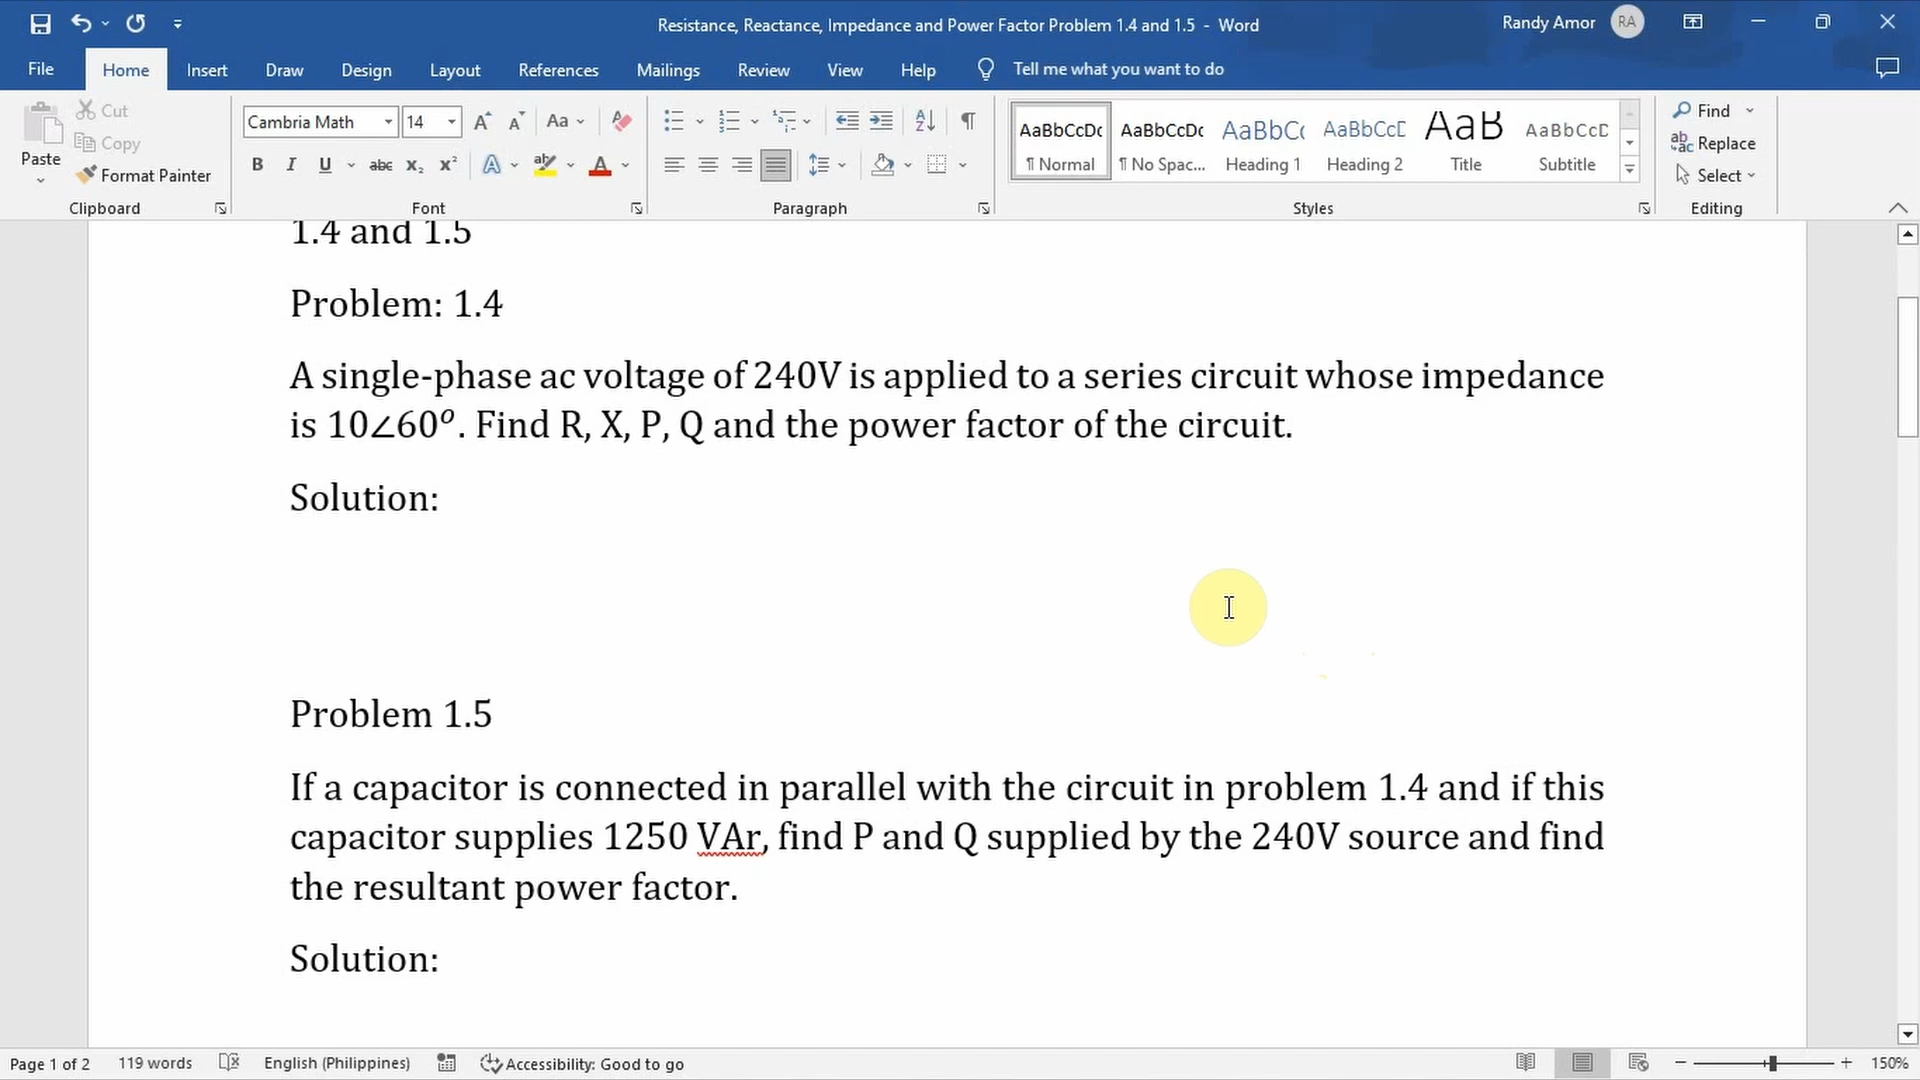 Resistance, Reactance, Impedance and Power Factor Problem 1.4 and 1.5 - Word
Randy Amor RA
File Home Insert Draw Design Layout References Mailings Review View Help Tell me what you want to do
Paste
Cut
Copy
Format Painter
Clipboard
Cambria Math 14
Font
Paragraph
AaBbCcDc AaBbCcDc AaBbC AaBbCcD AaB AaBbCcD
¶ Normal ¶ No Spac... Heading 1 Heading 2 Title Subtitle
Styles
Find
Replace
Select
Editing
1.4 and 1.5
Problem: 1.4
A single-phase ac voltage of 240V is applied to a series circuit whose impedance
is 10∠60º. Find R, X, P, Q and the power factor of the circuit.
Solution:
Problem 1.5
If a capacitor is connected in parallel with the circuit in problem 1.4 and if this
capacitor supplies 1250 VAr, find P and Q supplied by the 240V source and find
the resultant power factor.
Solution:
Page 1 of 2 119 words English (Philippines) Accessibility: Good to go 150%